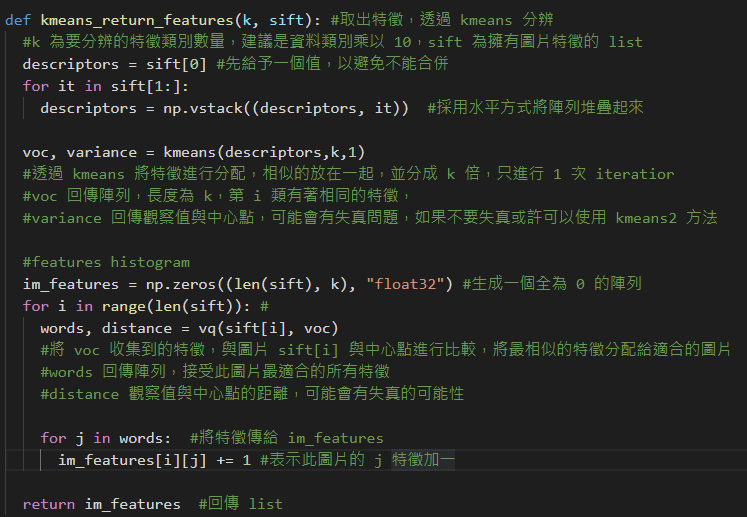 def kmeans_return_features(k, sift): #取出特徵，透過 kmeans 分辨
#k 為要分辨的特徵類別數量，建議是資料類別乘以 10，sift 為擁有圖片特徵的 list
descriptors = sift[0] #先給予一個值，以避免不能合併
for it in sift[1:]:
descriptors = np.vstack((descriptors, it))  #採用水平方式將陣列堆疊起來
voc, variance = kmeans(descriptors,k,1)
#透過 kmeans 將特徵進行分配，相似的放在一起，並分成 k 倍，只進行 1 次 iteratior
#voc 回傳陣列，長度為 k，第 i 類有著相同的特徵，
#variance 回傳觀察值與中心點，可能會有失真問題，如果不要失真或許可以使用 kmeans2 方法
#features histogram
im_features = np.zeros((len(sift), k), "float32") #生成一個全為 0 的陣列
for i in range(len(sift)): #
words, distance = vq(sift[i], voc)
#將 voc 收集到的特徵，與圖片 sift[i] 與中心點進行比較，將最相似的特徵分配給適合的圖片
#words 回傳陣列，接受此圖片最適合的所有特徵
#distance 觀察值與中心點的距離，可能會有失真的可能性
for j in words:  #將特徵傳給 im_features
im_features[i][j] += 1 #表示此圖片的 j 特徵加一
return im_features  #回傳 list